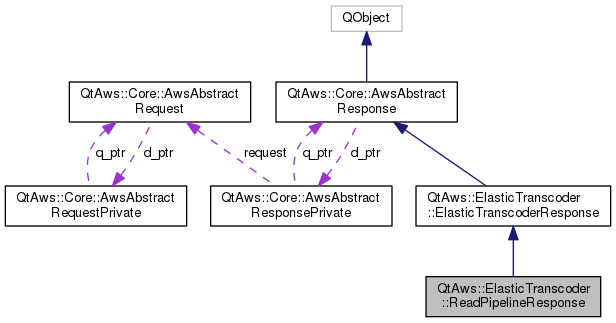 QObject
QtAws::Core::AwsAbstract
Request
QtAws::Core::AwsAbstract
Response
q_ptr
d_ptr
request
q_ptr
d_ptr
QtAws::Core::AwsAbstract
RequestPrivate
QtAws::Core::AwsAbstract
ResponsePrivate
QtAws::ElasticTranscoder
::ElasticTranscoderResponse
QtAws::ElasticTranscoder
::ReadPipelineResponse